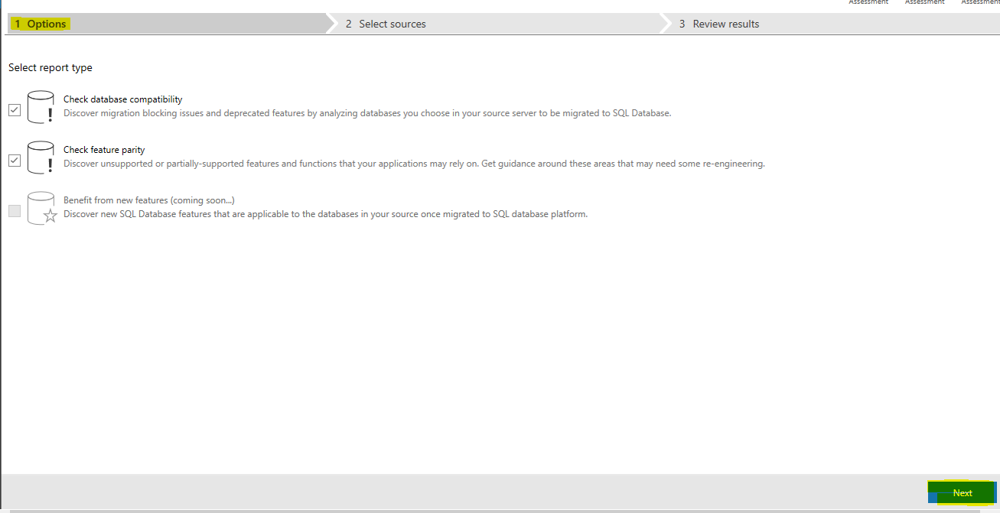 Assessment Assessment Assessment
1 Options 2 Select sources 3 Review results
Select report type
Check database compatibility
Discover migration blocking issues and deprecated features by analyzing databases you choose in your source server to be migrated to SQL Database.
Check feature parity
Discover unsupported or partially-supported features and functions that your applications may rely on. Get guidance around these areas that may need some re-engineering.
Benefit from new features (coming soon...)
Discover new SQL Database features that are applicable to the databases in your source once migrated to SQL database platform.
Next